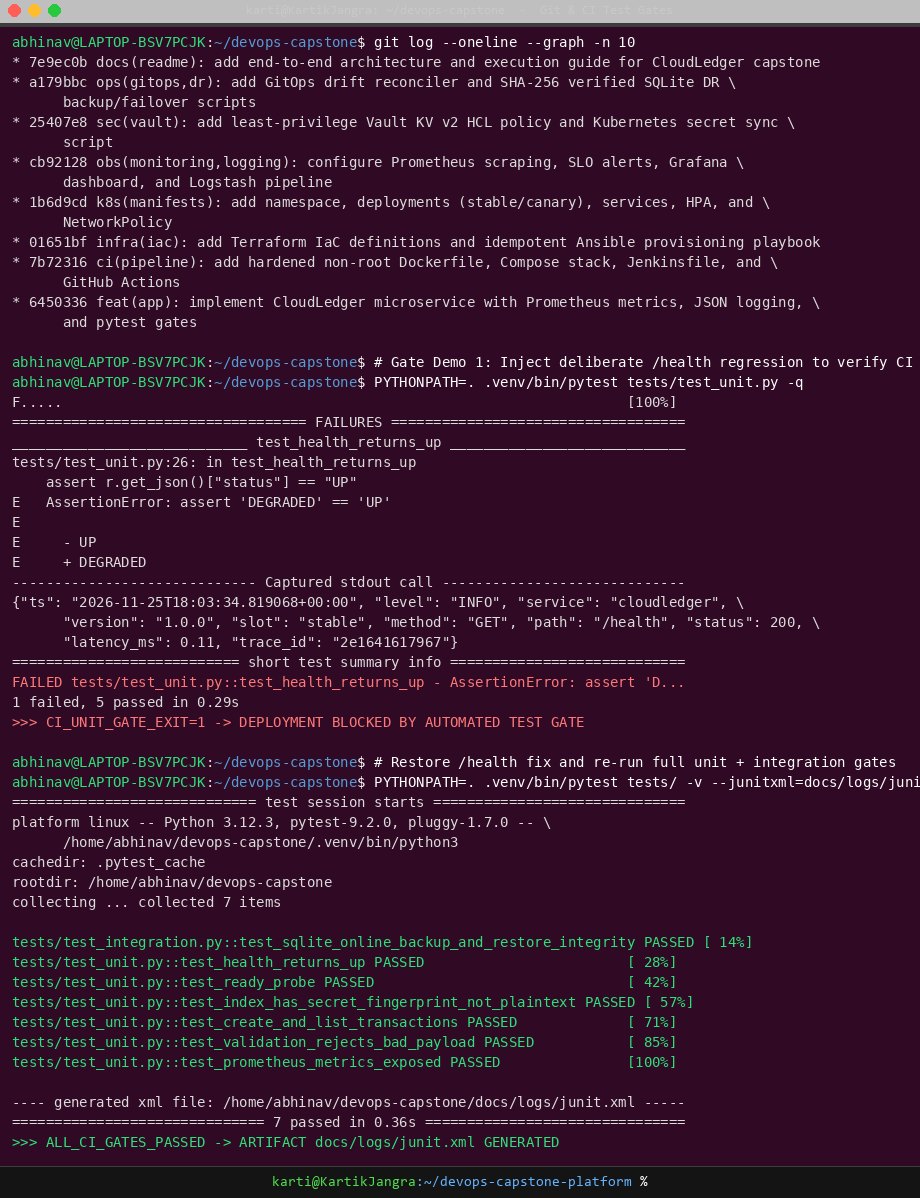 karti@KartikJangra: ~/devops-capstone — Git & CI Test Gates
abhinav@LAPTOP-BSV7PCJK:~/devops-capstone$ git log --oneline --graph -n 10
* 7e9ec0b docs(readme): add end-to-end architecture and execution guide for CloudLedger capstone
* a179bbc ops(gitops,dr): add GitOps drift reconciler and SHA-256 verified SQLite DR \
      backup/failover scripts
* 25407e8 sec(vault): add least-privilege Vault KV v2 HCL policy and Kubernetes secret sync \
      script
* cb92128 obs(monitoring,logging): configure Prometheus scraping, SLO alerts, Grafana \
      dashboard, and Logstash pipeline
* 1b6d9cd k8s(manifests): add namespace, deployments (stable/canary), services, HPA, and \
      NetworkPolicy
* 01651bf infra(iac): add Terraform IaC definitions and idempotent Ansible provisioning playbook
* 7b72316 ci(pipeline): add hardened non-root Dockerfile, Compose stack, Jenkinsfile, and \
      GitHub Actions
* 6450336 feat(app): implement CloudLedger microservice with Prometheus metrics, JSON logging, \
      and pytest gates
abhinav@LAPTOP-BSV7PCJK:~/devops-capstone$ # Gate Demo 1: Inject deliberate /health regression to verify CI
abhinav@LAPTOP-BSV7PCJK:~/devops-capstone$ PYTHONPATH=. .venv/bin/pytest tests/test_unit.py -q
F.....                                                                   [100%]
=================================== FAILURES ===================================
____________________________ test_health_returns_up ____________________________
tests/test_unit.py:26: in test_health_returns_up
    assert r.get_json()["status"] == "UP"
E   AssertionError: assert 'DEGRADED' == 'UP'
E
E     - UP
E     + DEGRADED
----------------------------- Captured stdout call -----------------------------
{"ts": "2026-11-25T18:03:34.819068+00:00", "level": "INFO", "service": "cloudledger", \
      "version": "1.0.0", "slot": "stable", "method": "GET", "path": "/health", "status": 200, \
      "latency_ms": 0.11, "trace_id": "2e1641617967"}
=========================== short test summary info ============================
FAILED tests/test_unit.py::test_health_returns_up - AssertionError: assert 'D...
1 failed, 5 passed in 0.29s
>>> CI_UNIT_GATE_EXIT=1 -> DEPLOYMENT BLOCKED BY AUTOMATED TEST GATE
abhinav@LAPTOP-BSV7PCJK:~/devops-capstone$ # Restore /health fix and re-run full unit + integration gates
abhinav@LAPTOP-BSV7PCJK:~/devops-capstone$ PYTHONPATH=. .venv/bin/pytest tests/ -v --junitxml=docs/logs/juni
============================= test session starts ==============================
platform linux -- Python 3.12.3, pytest-9.2.0, pluggy-1.7.0 -- \
      /home/abhinav/devops-capstone/.venv/bin/python3
cachedir: .pytest_cache
rootdir: /home/abhinav/devops-capstone
collecting ... collected 7 items
tests/test_integration.py::test_sqlite_online_backup_and_restore_integrity PASSED [ 14%]
tests/test_unit.py::test_health_returns_up PASSED                        [ 28%]
tests/test_unit.py::test_ready_probe PASSED                              [ 42%]
tests/test_unit.py::test_index_has_secret_fingerprint_not_plaintext PASSED [ 57%]
tests/test_unit.py::test_create_and_list_transactions PASSED             [ 71%]
tests/test_unit.py::test_validation_rejects_bad_payload PASSED           [ 85%]
tests/test_unit.py::test_prometheus_metrics_exposed PASSED               [100%]
---- generated xml file: /home/abhinav/devops-capstone/docs/logs/junit.xml -----
============================== 7 passed in 0.36s ===============================
>>> ALL_CI_GATES_PASSED -> ARTIFACT docs/logs/junit.xml GENERATED
karti@KartikJangra:~/devops-capstone-platform %